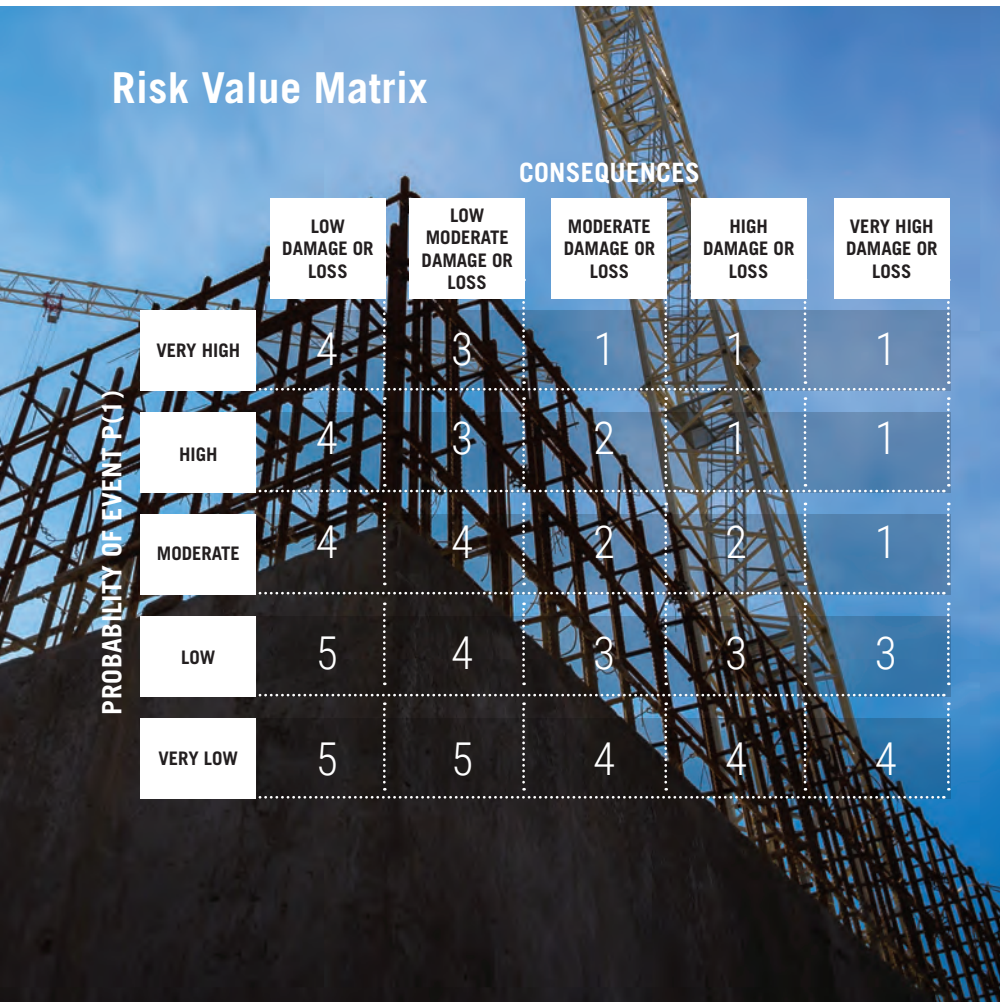 Risk Value Matrix
CONSEQUENCES
LOW
DAMAGE OR
LOSS
LOW
MODERATE
DAMAGE OR
LOSS
MODERATE
DAMAGE OR
LOSS
HIGH
DAMAGE OR
LOSS
VERY HIGH
DAMAGE OR
LOSS
PROBABILITY OF EVENT P(1)
VERY HIGH 4 3 1 1 1
HIGH 4 3 2 1 1
MODERATE 4 4 2 2 1
LOW 5 4 3 3 3
VERY LOW 5 5 4 4 4